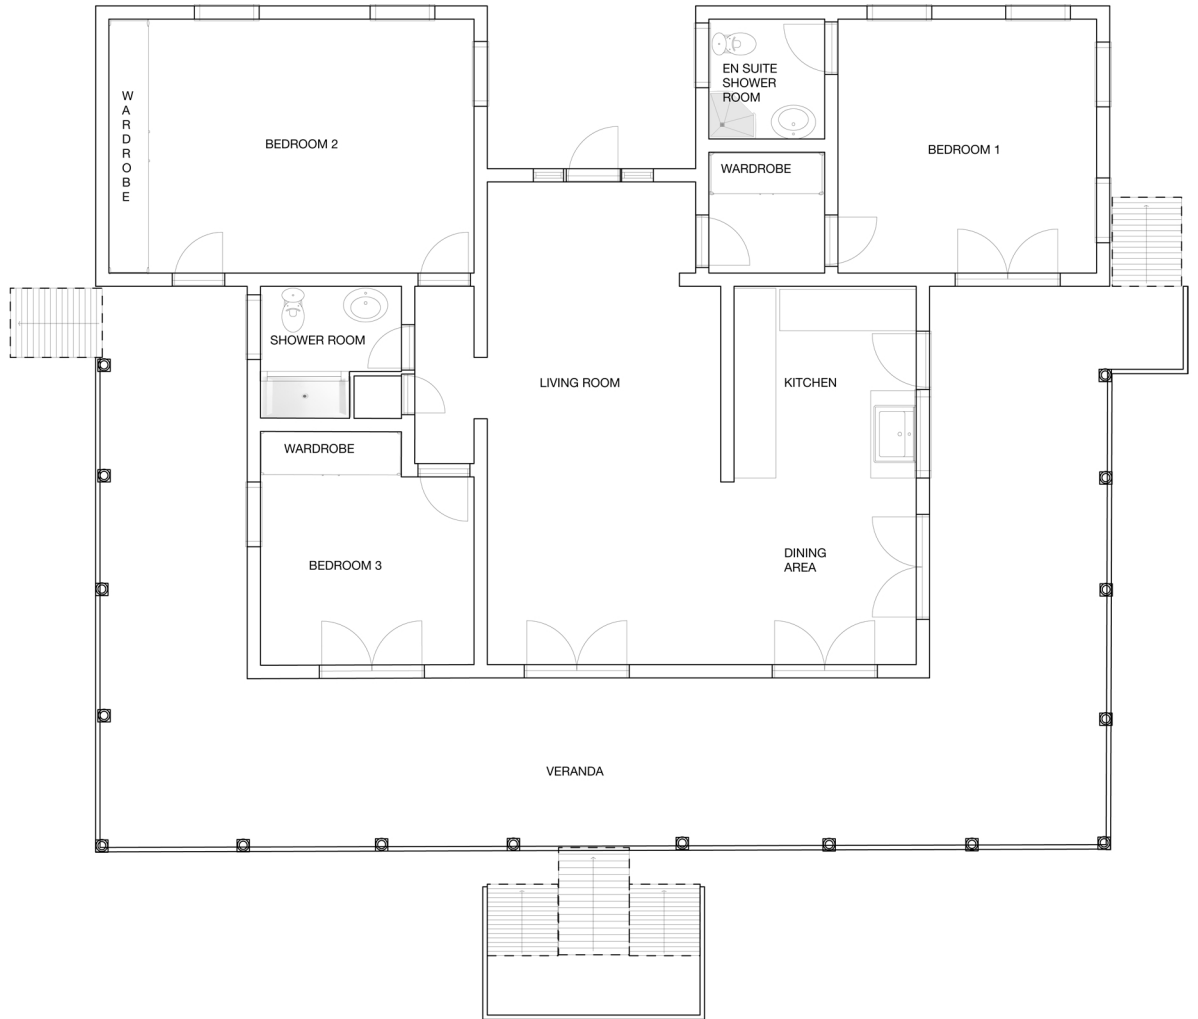 EN SUITE
SHOWER
ROOM
WARDROBE
BEDROOM 2
BEDROOM 1
WARDROBE
SHOWER ROOM
LIVING ROOM
KITCHEN
WARDROBE
BEDROOM 3
DINING
AREA
VERANDA